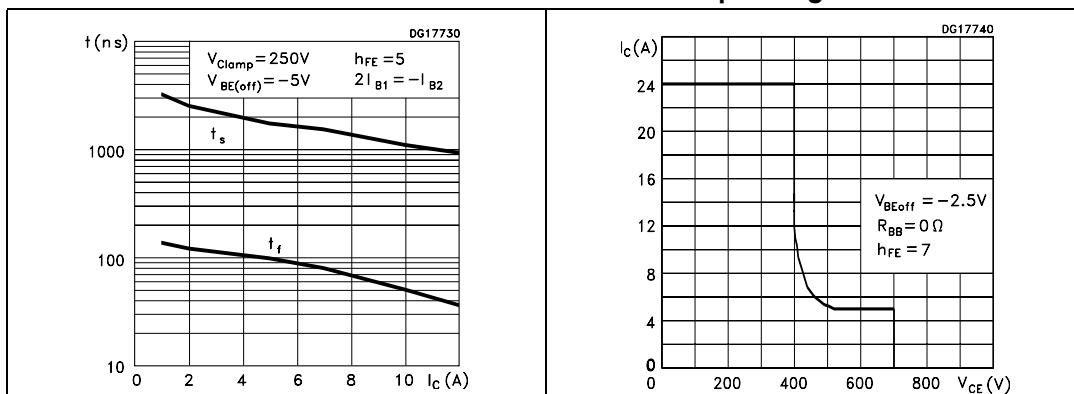 DG17730
t(ns)
V_Clamp=250V h_FE=5
V_BE(off)=−5V 2I_B1=−I_B2
t_s
1000
t_f
100
10
0 2 4 6 8 10 I_C(A)
DG17740
I_C(A)
24
20
16
V_BEoff=−2.5V
R_BB=0Ω
12
h_FE=7
8
4
0
0 200 400 600 800 V_CE(V)